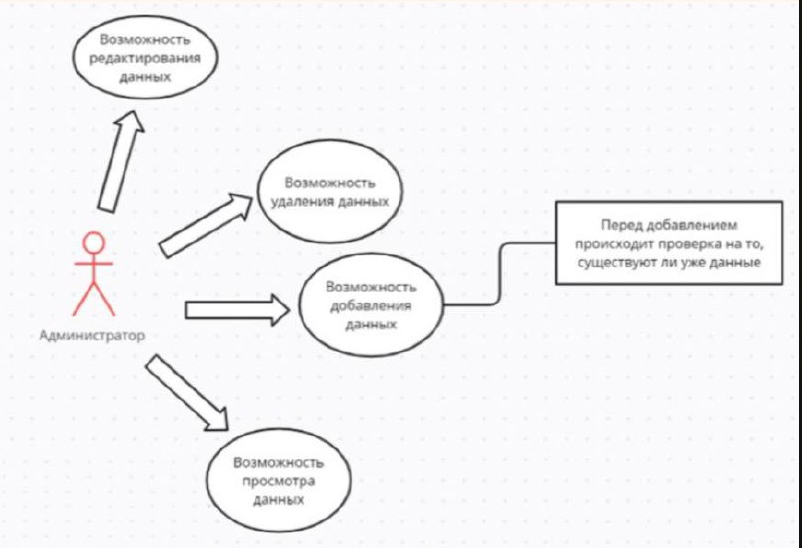 Возможность
редактирования
данных
Возможность
удаления данных
Перед добавлением
происходит проверка на то,
существуют ли уже данные
Возможность
добавления
данных
Администратор
Возможность
просмотра
данных